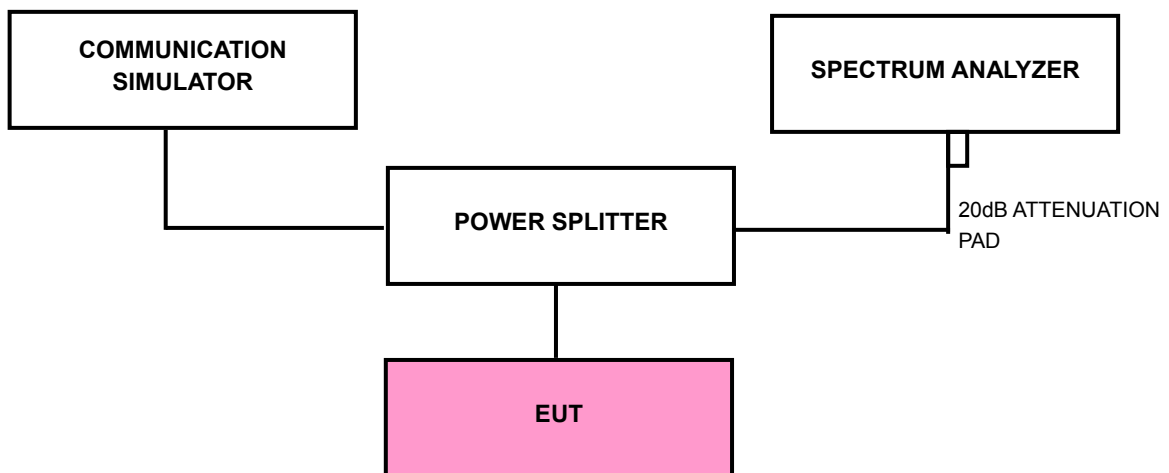 COMMUNICATION
SIMULATOR
SPECTRUM ANALYZER
POWER SPLITTER
20dB ATTENUATION
PAD
EUT